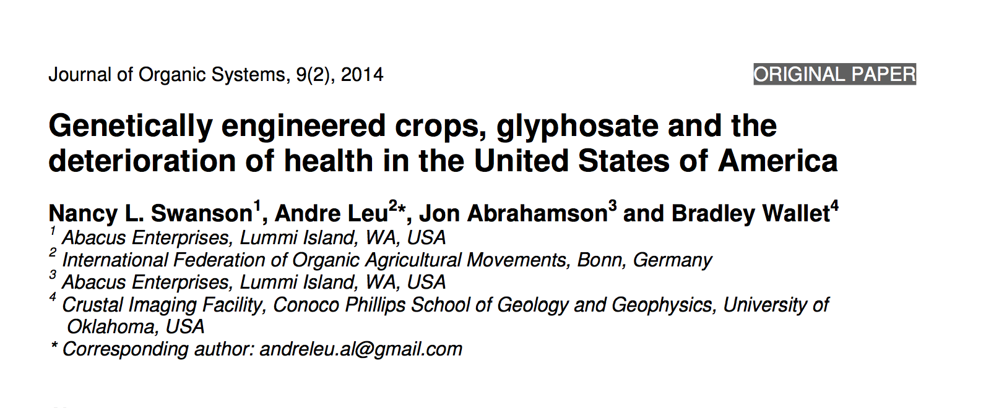 Journal of Organic Systems, 9(2), 2014
ORIGINAL PAPER
Genetically engineered crops, glyphosate and the
deterioration of health in the United States of America
Nancy L. Swanson1, Andre Leu2*, Jon Abrahamson3 and Bradley Wallet4
1 Abacus Enterprises, Lummi Island, WA, USA
2 International Federation of Organic Agricultural Movements, Bonn, Germany
3 Abacus Enterprises, Lummi Island, WA, USA
4 Crustal Imaging Facility, Conoco Phillips School of Geology and Geophysics, University of
Oklahoma, USA
* Corresponding author: andreleu.al@gmail.com